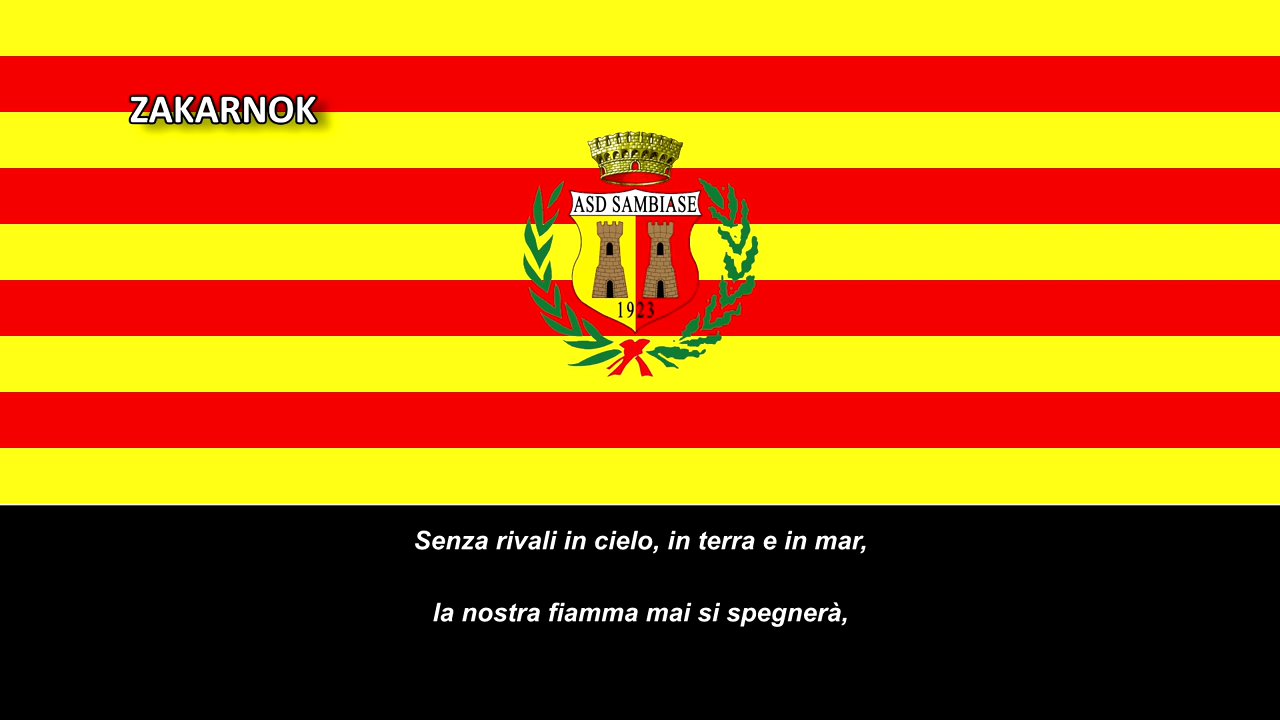 ZAKARNOK
ASD SAMBIASE
1923
Senza rivali in cielo, in terra e in mar,
la nostra fiamma mai si spegnerà,